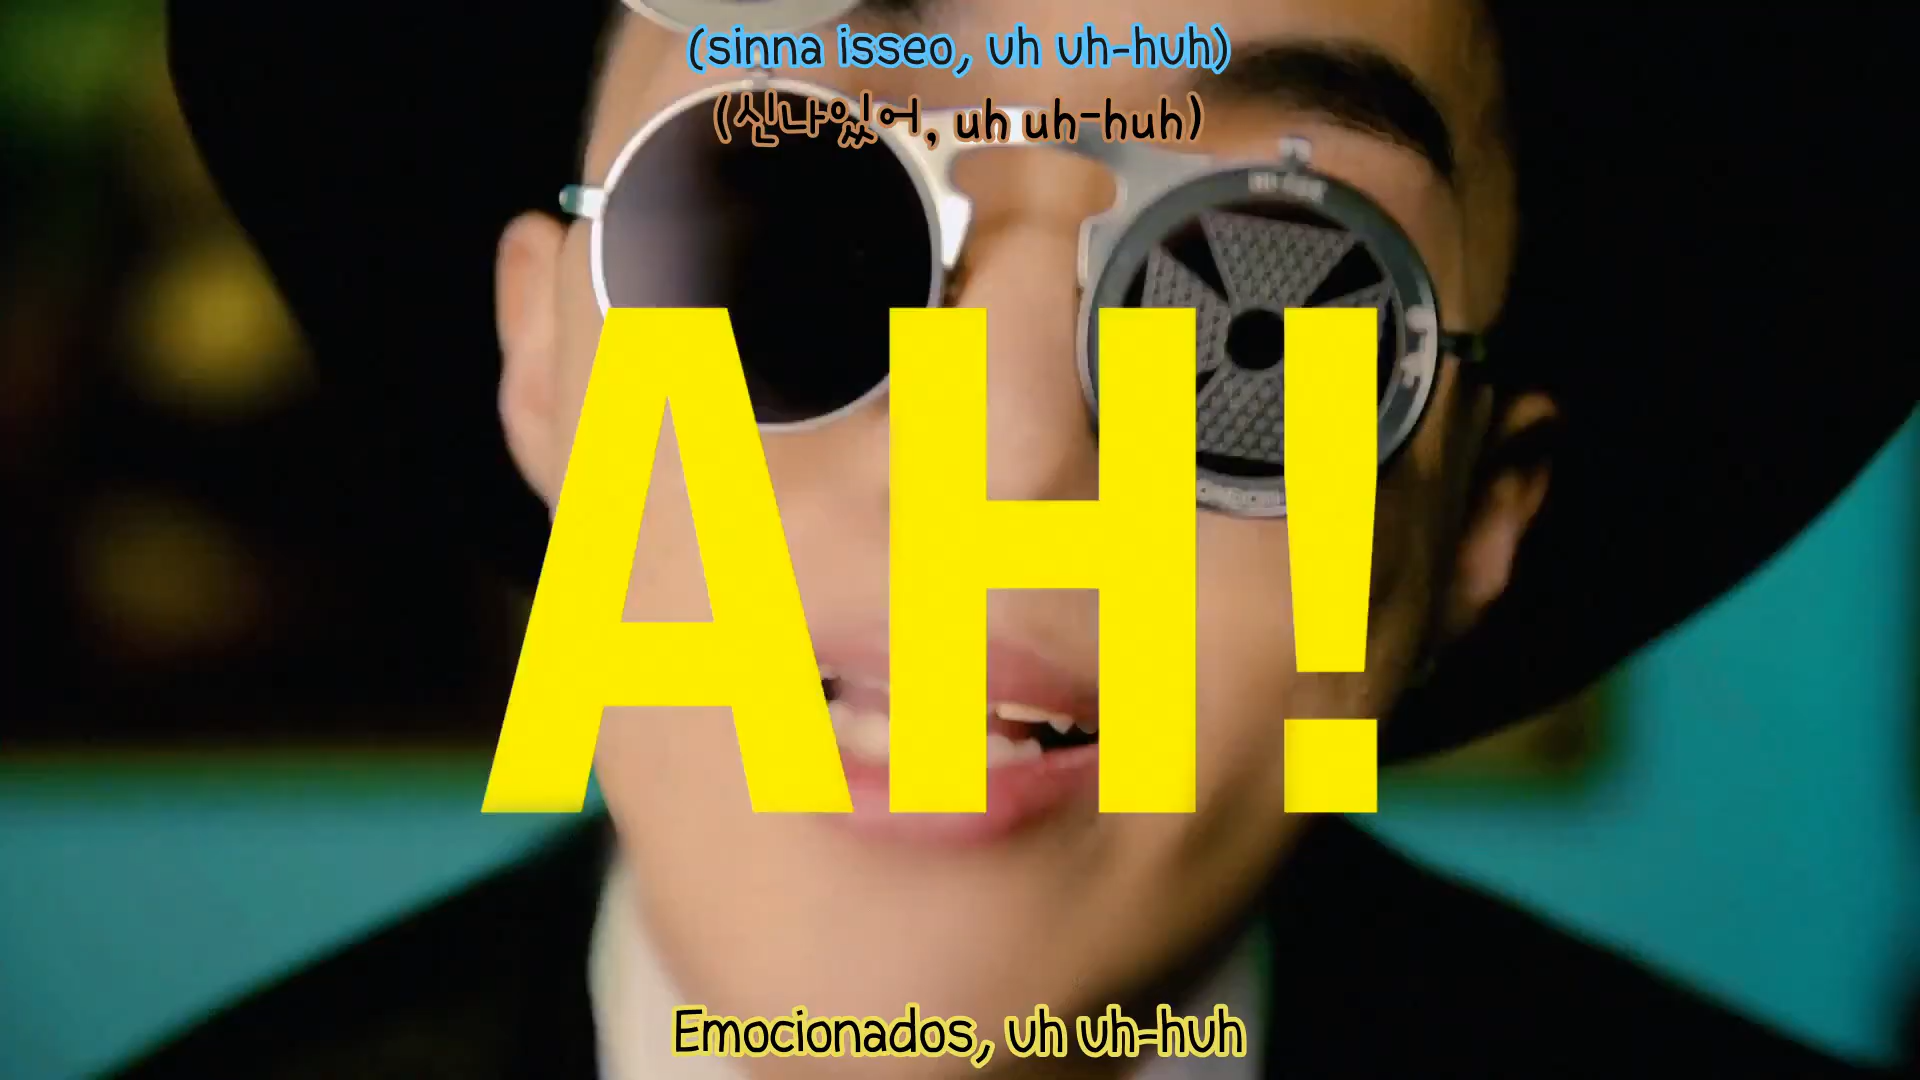 (sinna isseo, uh uh-huh)
(신나있어, uh uh-huh)
AH!
Emocionados, uh uh-huh